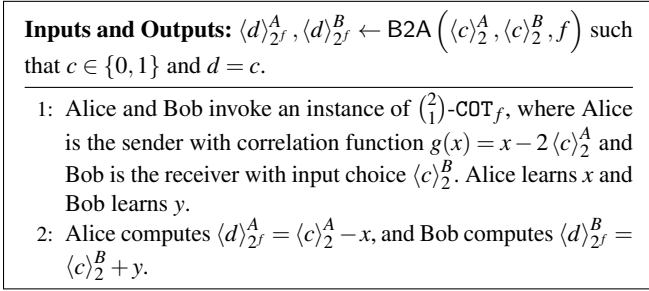 Inputs and Outputs: ⟨d⟩^A_{2^f}, ⟨d⟩^B_{2^f} ← B2A(⟨c⟩^A_2, ⟨c⟩^B_2, f) such
that c ∈ {0,1} and d = c.
1: Alice and Bob invoke an instance of (2 1)-COT_f, where Alice
is the sender with correlation function g(x) = x − 2⟨c⟩^A_2 and
Bob is the receiver with input choice ⟨c⟩^B_2. Alice learns x and
Bob learns y.
2: Alice computes ⟨d⟩^A_{2^f} = ⟨c⟩^A_2 − x, and Bob computes ⟨d⟩^B_{2^f} =
⟨c⟩^B_2 + y.